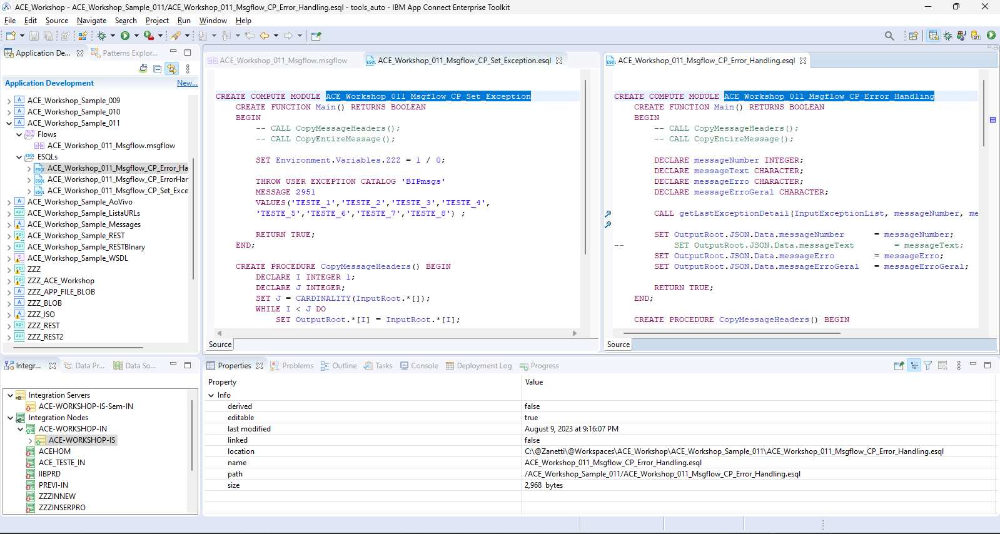 ACE_Workshop - ACE_Workshop_Sample_011/ACE_Workshop_011_Msgflow_CP_Error_Handling.esql - tools_auto - IBM App Connect Enterprise Toolkit
File Edit Source Navigate Search Project Run Window Help
Application De... Patterns Explor...
Application Development New...
ACE_Workshop_Sample_009
ACE_Workshop_Sample_010
ACE_Workshop_Sample_011
Flows
ACE_Workshop_011_Msgflow.msgflow
ESQLs
ACE_Workshop_011_Msgflow_CP_Error_Ha
ACE_Workshop_011_Msgflow_CP_ErrorHar
ACE_Workshop_011_Msgflow_CP_Set_Exce
ACE_Workshop_Sample_AoVivo
ACE_Workshop_Sample_ListaURLs
ACE_Workshop_Sample_Messages
ACE_Workshop_Sample_REST
ACE_Workshop_Sample_RESTBInary
ACE_Workshop_Sample_WSDL
ZZZ
ZZZ_ACE_Workshop
ZZZ_APP_FILE_BLOB
ZZZ_BLOB
ZZZ_ISO
ZZZ_REST
ZZZ_REST2
ACE_Workshop_011_Msgflow.msgflow ACE_Workshop_011_Msgflow_CP_Set_Exception.esql
CREATE COMPUTE MODULE ACE_Workshop_011_Msgflow_CP_Set_Exception
CREATE FUNCTION Main() RETURNS BOOLEAN
BEGIN
-- CALL CopyMessageHeaders();
-- CALL CopyEntireMessage();
SET Environment.Variables.ZZZ = 1 / 0;
THROW USER EXCEPTION CATALOG 'BIPmsgs'
MESSAGE 2951
VALUES('TESTE_1','TESTE_2','TESTE_3','TESTE_4',
'TESTE_5','TESTE_6','TESTE_7','TESTE_8') ;
RETURN TRUE;
END;
CREATE PROCEDURE CopyMessageHeaders() BEGIN
DECLARE I INTEGER 1;
DECLARE J INTEGER;
SET J = CARDINALITY(InputRoot.*[]);
WHILE I < J DO
SET OutputRoot.*[I] = InputRoot.*[I];
Source
ACE_Workshop_011_Msgflow_CP_Error_Handling.esql
CREATE COMPUTE MODULE ACE_Workshop_011_Msgflow_CP_Error_Handling
CREATE FUNCTION Main() RETURNS BOOLEAN
BEGIN
-- CALL CopyMessageHeaders();
-- CALL CopyEntireMessage();
DECLARE messageNumber INTEGER;
DECLARE messageText CHARACTER;
DECLARE messageErro CHARACTER;
DECLARE messageErroGeral CHARACTER;
CALL getLastExceptionDetail(InputExceptionList, messageNumber, me
SET OutputRoot.JSON.Data.messageNumber = messageNumber;
-- SET OutputRoot.JSON.Data.messageText = messageText;
SET OutputRoot.JSON.Data.messageErro = messageErro;
SET OutputRoot.JSON.Data.messageErroGeral = messageErroGeral;
RETURN TRUE;
END;
CREATE PROCEDURE CopyMessageHeaders() BEGIN
Source
Integr... Data Pr... Data So...
Integration Servers
ACE-WORKSHOP-IS-Sem-IN
Integration Nodes
ACE-WORKSHOP-IN
ACE-WORKSHOP-IS
ACEHOM
ACE_TESTE_IN
IIBPRD
PREVI-IN
ZZZINNEW
ZZZINSERPRO
Properties Problems Outline Tasks Console Deployment Log Progress
Property Value
Info
derived false
editable true
last modified August 9, 2023 at 9:16:07 PM
linked false
location C:\@Zanetti\@Workspaces\ACE_Workshop\ACE_Workshop_Sample_011\ACE_Workshop_011_Msgflow_CP_Error_Handling.esql
name ACE_Workshop_011_Msgflow_CP_Error_Handling.esql
path /ACE_Workshop_Sample_011/ACE_Workshop_011_Msgflow_CP_Error_Handling.esql
size 2,968 bytes